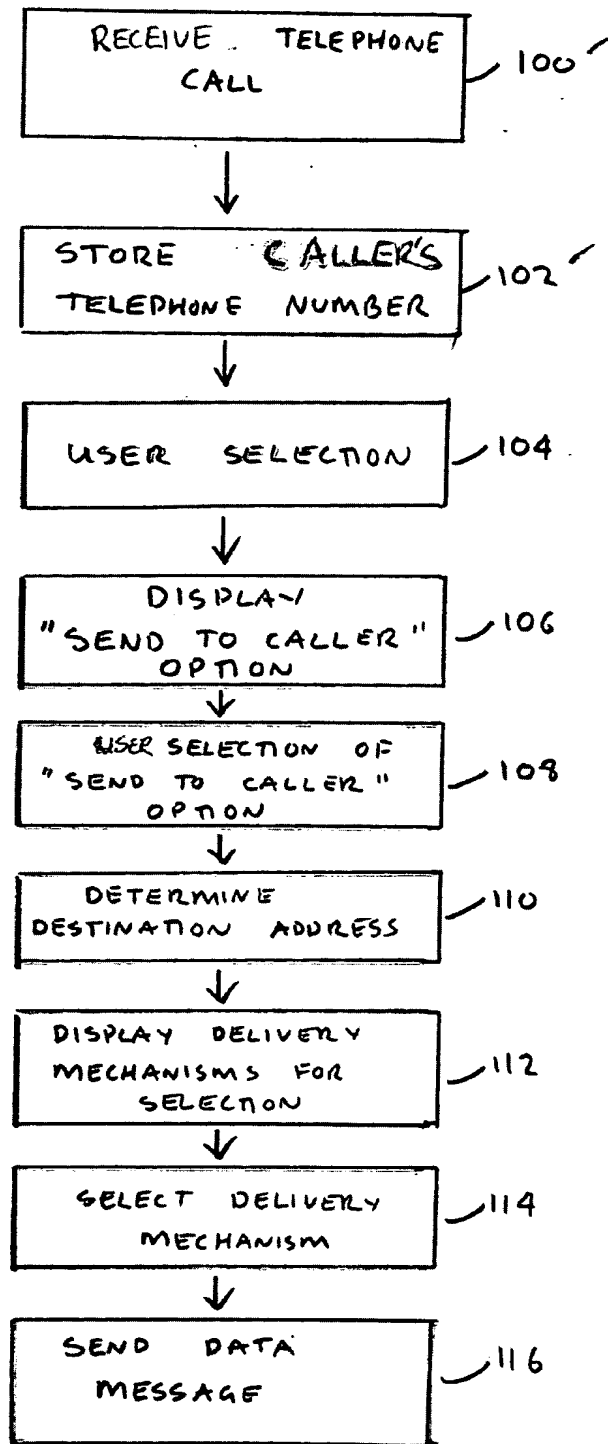 RECEIVE TELEPHONE
CALL
100
STORE CALLER'S
TELEPHONE NUMBER
102
USER SELECTION
104
DISPLAY
"SEND TO CALLER"
OPTION
106
USER SELECTION OF
"SEND TO CALLER"
OPTION
108
DETERMINE
DESTINATION ADDRESS
110
DISPLAY DELIVERY
MECHANISMS FOR
SELECTION
112
SELECT DELIVERY
MECHANISM
114
SEND DATA
MESSAGE
116